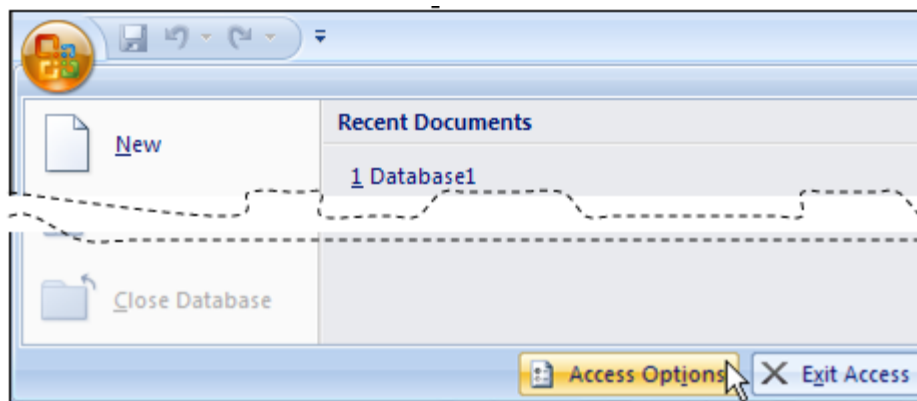 New
Recent Documents
1 Database1
Close Database
Access Options
Exit Access